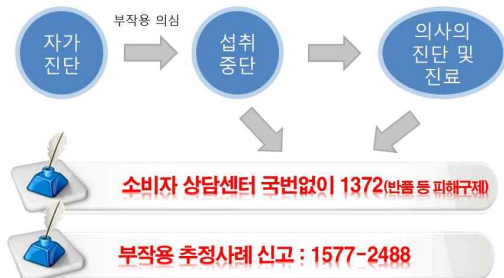 자가
진단
부작용 의심
섭취
중단
의사의
진단 및
진료
소비자 상담센터 국번없이 1372(반품 등 피해구제)
부작용 추정사례 신고 : 1577-2488